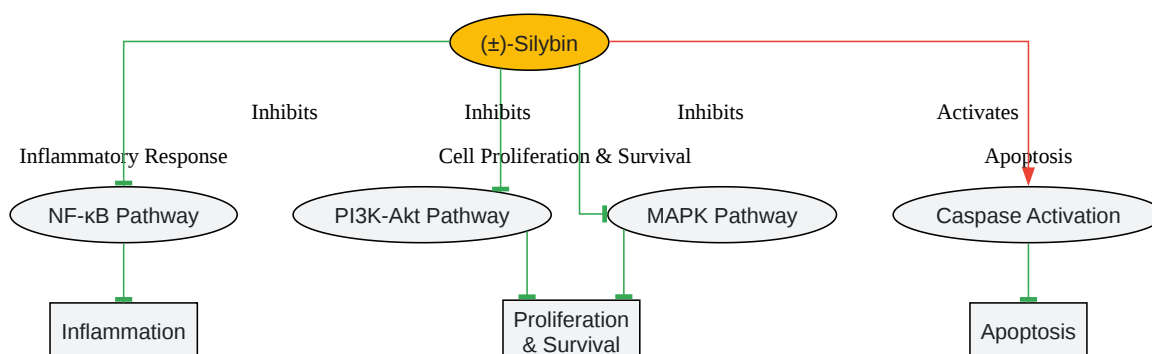 (±)-Silybin
Inhibits
Inhibits
Inhibits
Activates
Inflammatory Response
Cell Proliferation & Survival
Apoptosis
NF-κB Pathway
PI3K-Akt Pathway
MAPK Pathway
Caspase Activation
Inflammation
Proliferation
& Survival
Apoptosis